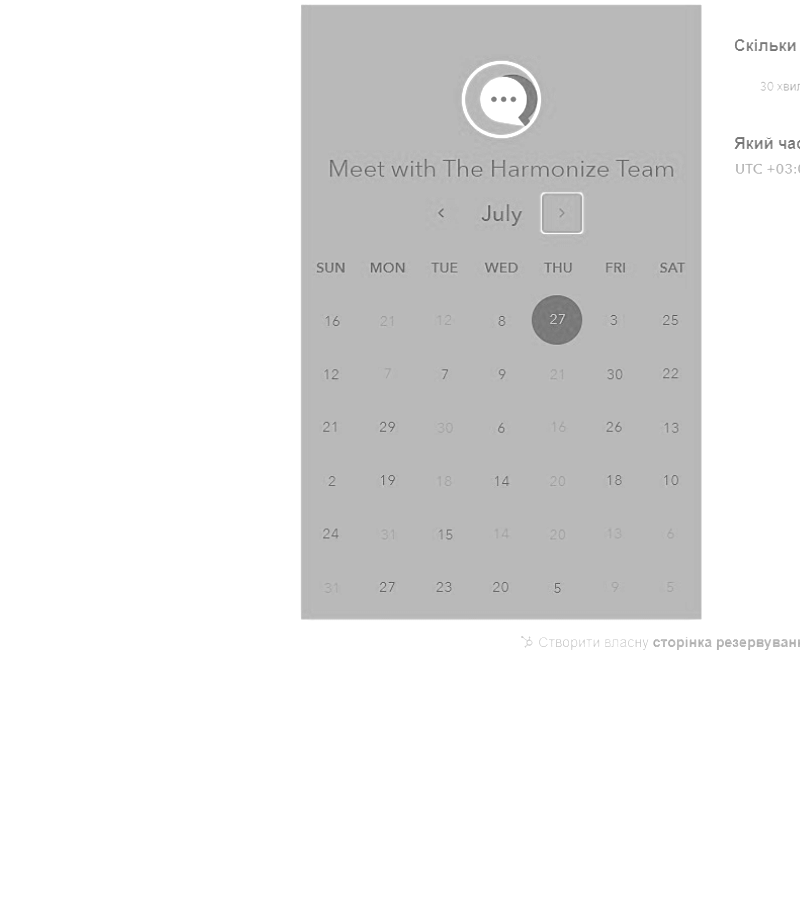 Meet with The Harmonize Team
July
SUN MON TUE WED THU FRI SAT
16 21 12 8 27 3 25
12 7 7 9 21 30 22
21 29 30 6 16 26 13
2 19 18 14 20 18 10
24 31 15 14 20 13 6
31 27 23 20 5 9 5
Скільки
30 хвил
Який час
UTC +03:0
Створити власну сторінка резервуван